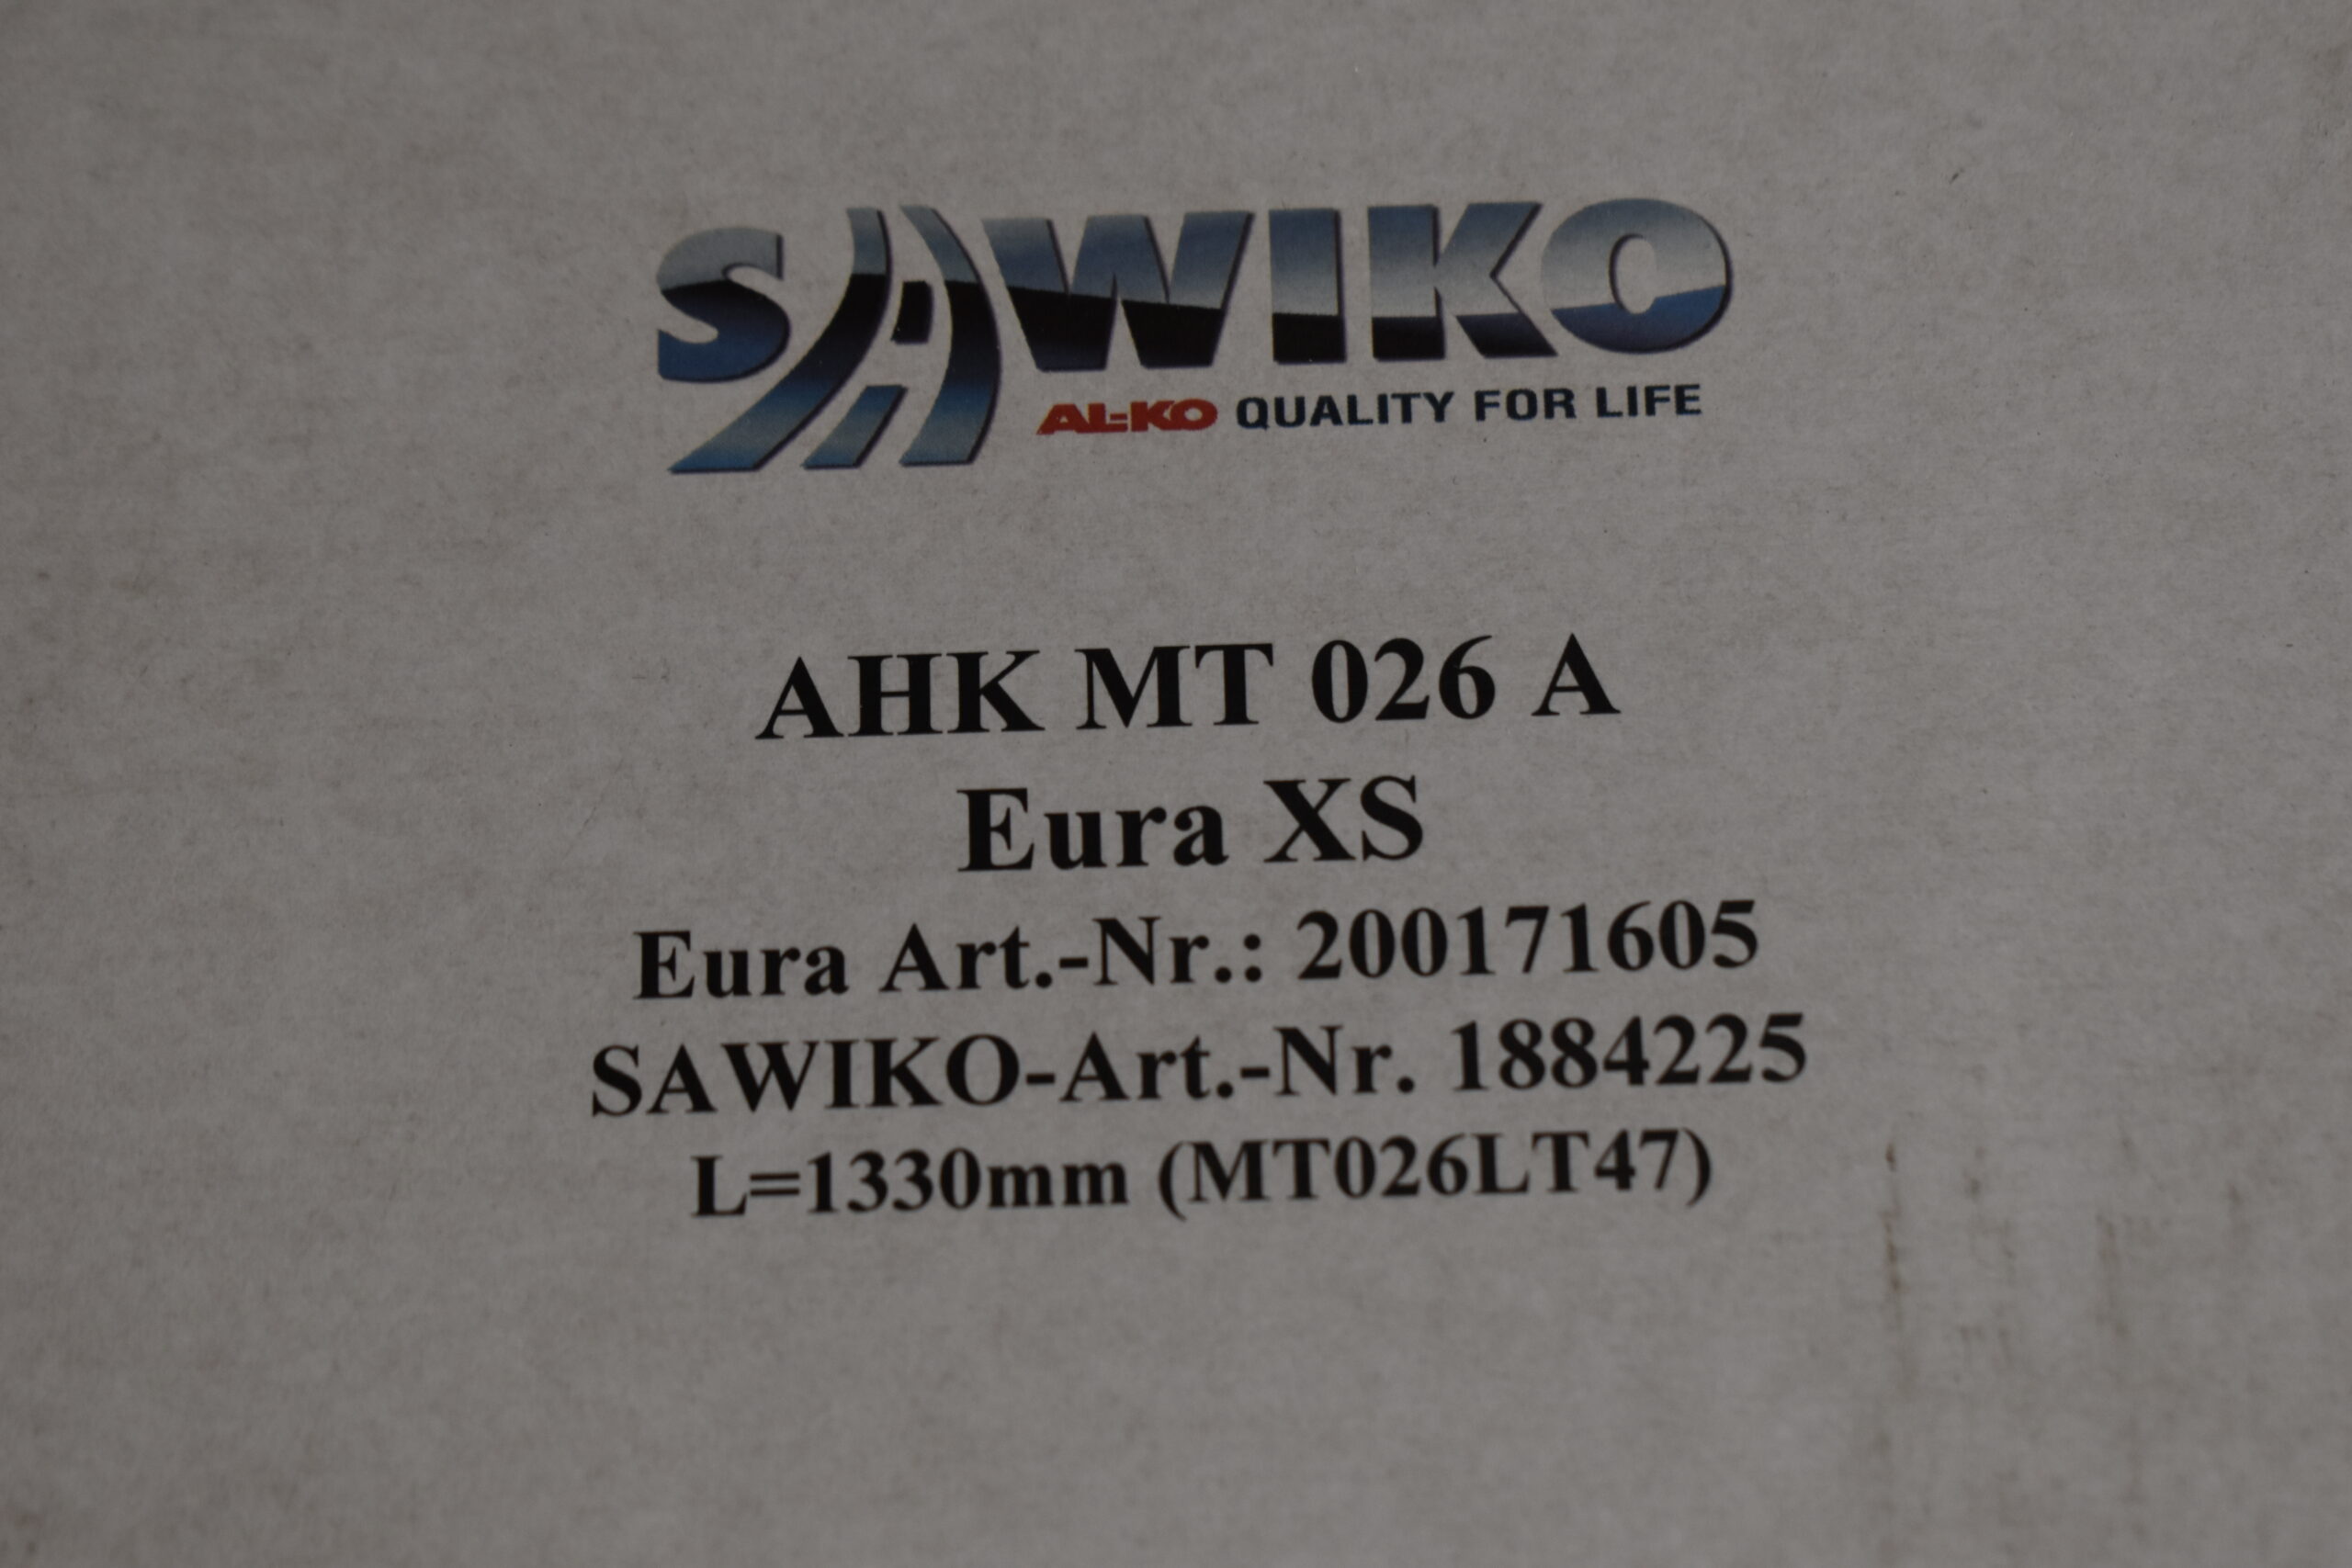 SAWIKO
AL-KO QUALITY FOR LIFE
AHK MT 026 A
Eura XS
Eura Art.-Nr.: 200171605
SAWIKO-Art.-Nr. 1884225
L=1330mm (MT026LT47)